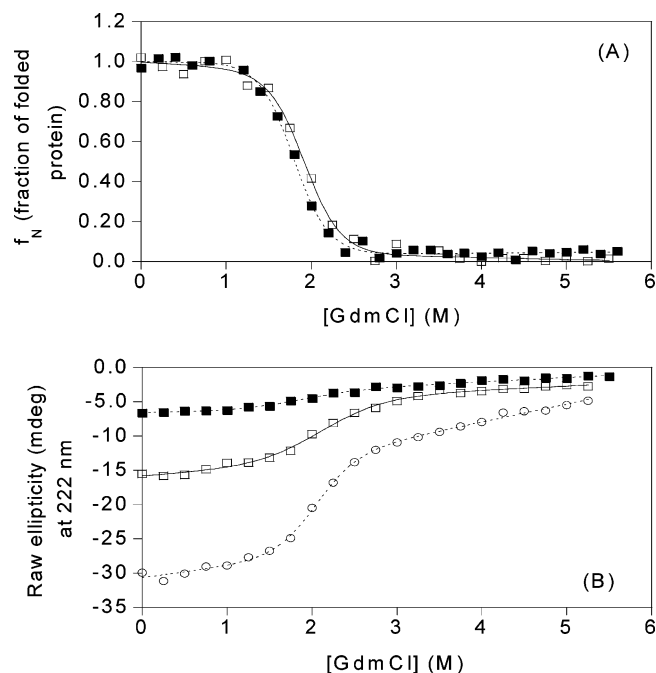 1.2
(A)
1.0
0.80
0.60
0.40
0.20
0.0
f_N (fraction of folded
protein)
0 1 2 3 4 5 6
[GdmCl] (M)
0.0
-5.0
-10
-15
-20
-25
-30
-35
Raw ellipticity (mdeg)
at 222 nm
(B)
0 1 2 3 4 5 6
[GdmCl] (M)